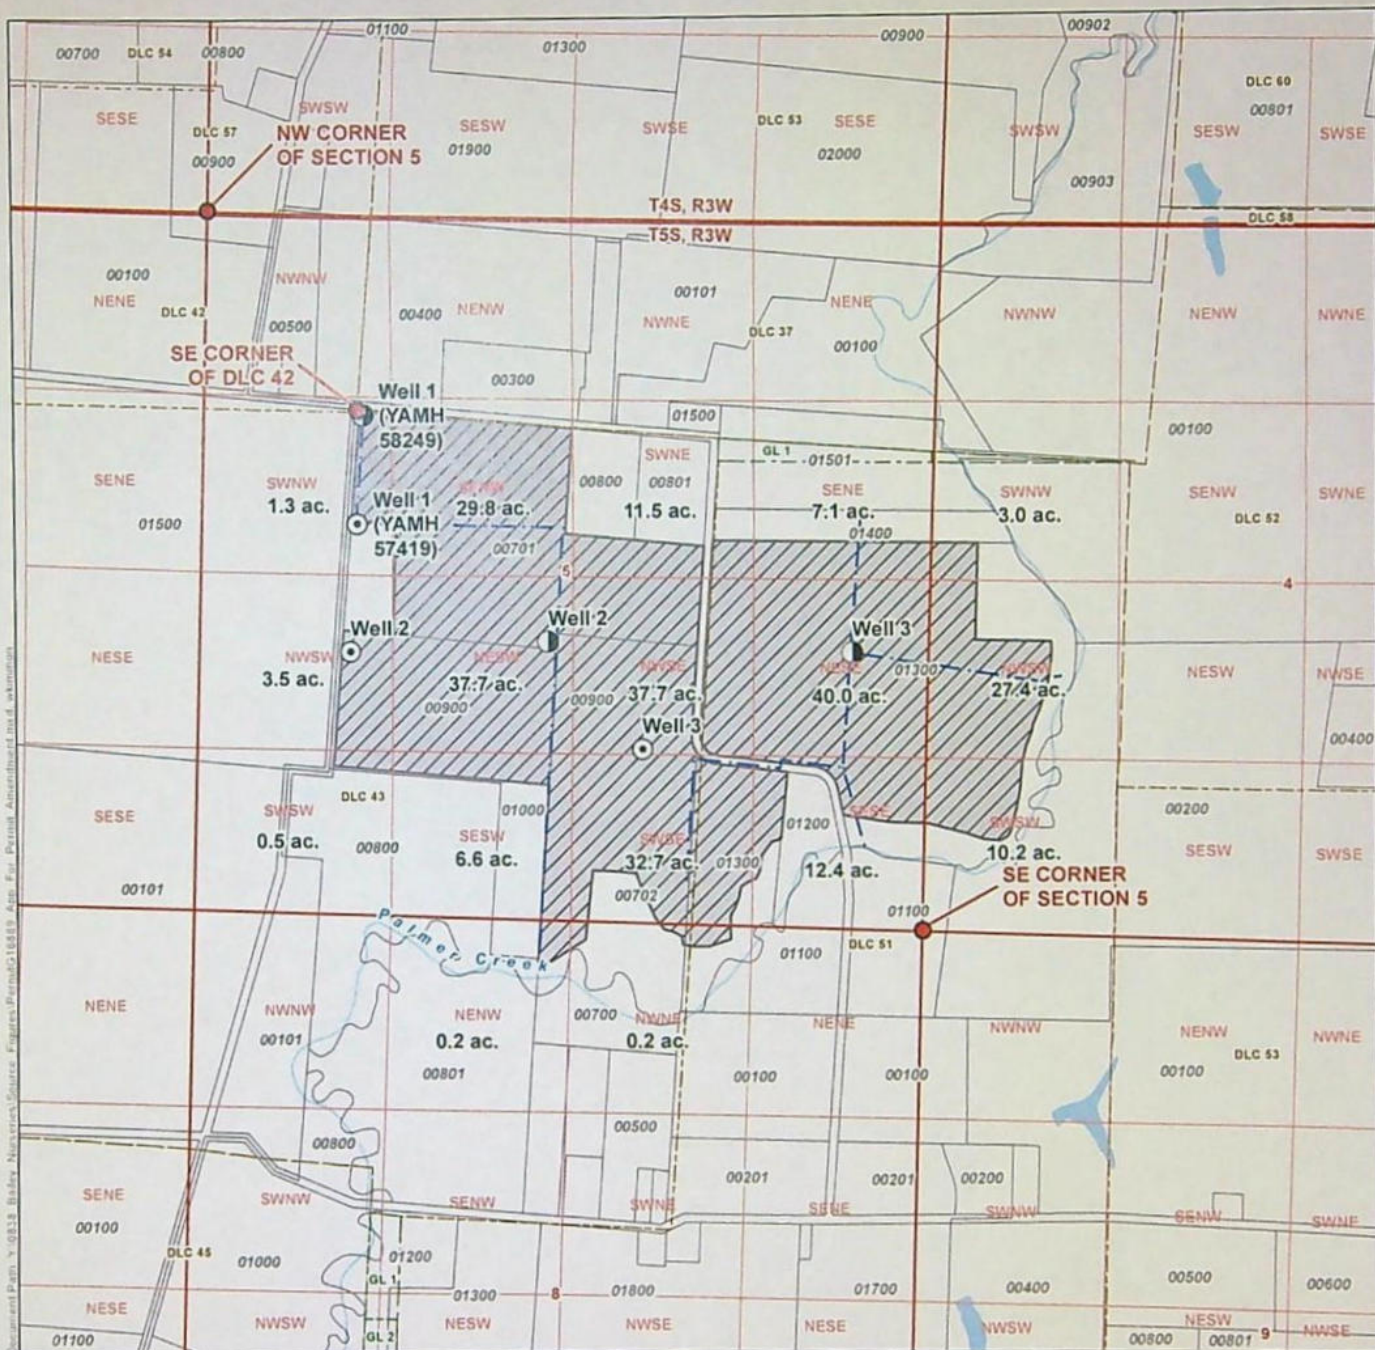 00700 DLC 54 00800 01100 01300 00900 00902
DLC 60
00801
SESE SWSW SESW SWSE DLC 53 SESE SWSW SESW SWSE
DLC 57 NW CORNER
OF SECTION 5
00900 01900 02000 00903
T4S, R3W
T5S, R3W
DLC 58
00100 NWNW 00101
NENE DLC 42 00500 00400 NENW NWNE NENE NWNW NENW NWNE
DLC 37
00100
SE CORNER
OF DLC 42
00300
Well 1
(YAMH
58249)
01500 00100
SWNE GL 1 01501
SENE SWNW SENW 00800 00801 SENE SWNW SENW SWNE
01500 1.3 ac. 29.8 ac. 11.5 ac. 7.1 ac. 3.0 ac. DLC 52
Well 1
(YAMH
57419)
00701 01400
5 4
Well 2 Well 2 Well 3
NESE NWSW NESW NWSE NESE 01300 NWSW NESW NWSE
3.5 ac. 37.7 ac. 37.7 ac. 40.0 ac. 27.4 ac.
00900 00900
Well 3
00400
DLC 43 01000 00200
SESE SWSW SESW SWSE 01200 SESE SWSW SESW SWSE
0.5 ac. 00800 6.6 ac. 32.7 ac. 01300 12.4 ac. 10.2 ac.
00101 00702
SE CORNER
OF SECTION 5
01100
Palmer Creek
01100 DLC 51
NENE NWNW NENW 00700 NWNE NENE NWNW NENW NWNE
00101 0.2 ac. 0.2 ac. DLC 53
00801 00100 00100 00100
00800 00500
00201 00201 00200
SENE SWNW SENW SWNE SENE SWNW SENW SWNE
00100
DLC 45 01000 01200
GL 1 01300 8 01800 01700 00400 00500 00600
NESE NWSW NESW NWSE NESE NWSW NESW 9 NWSE
01100 GL 2 00800 00801